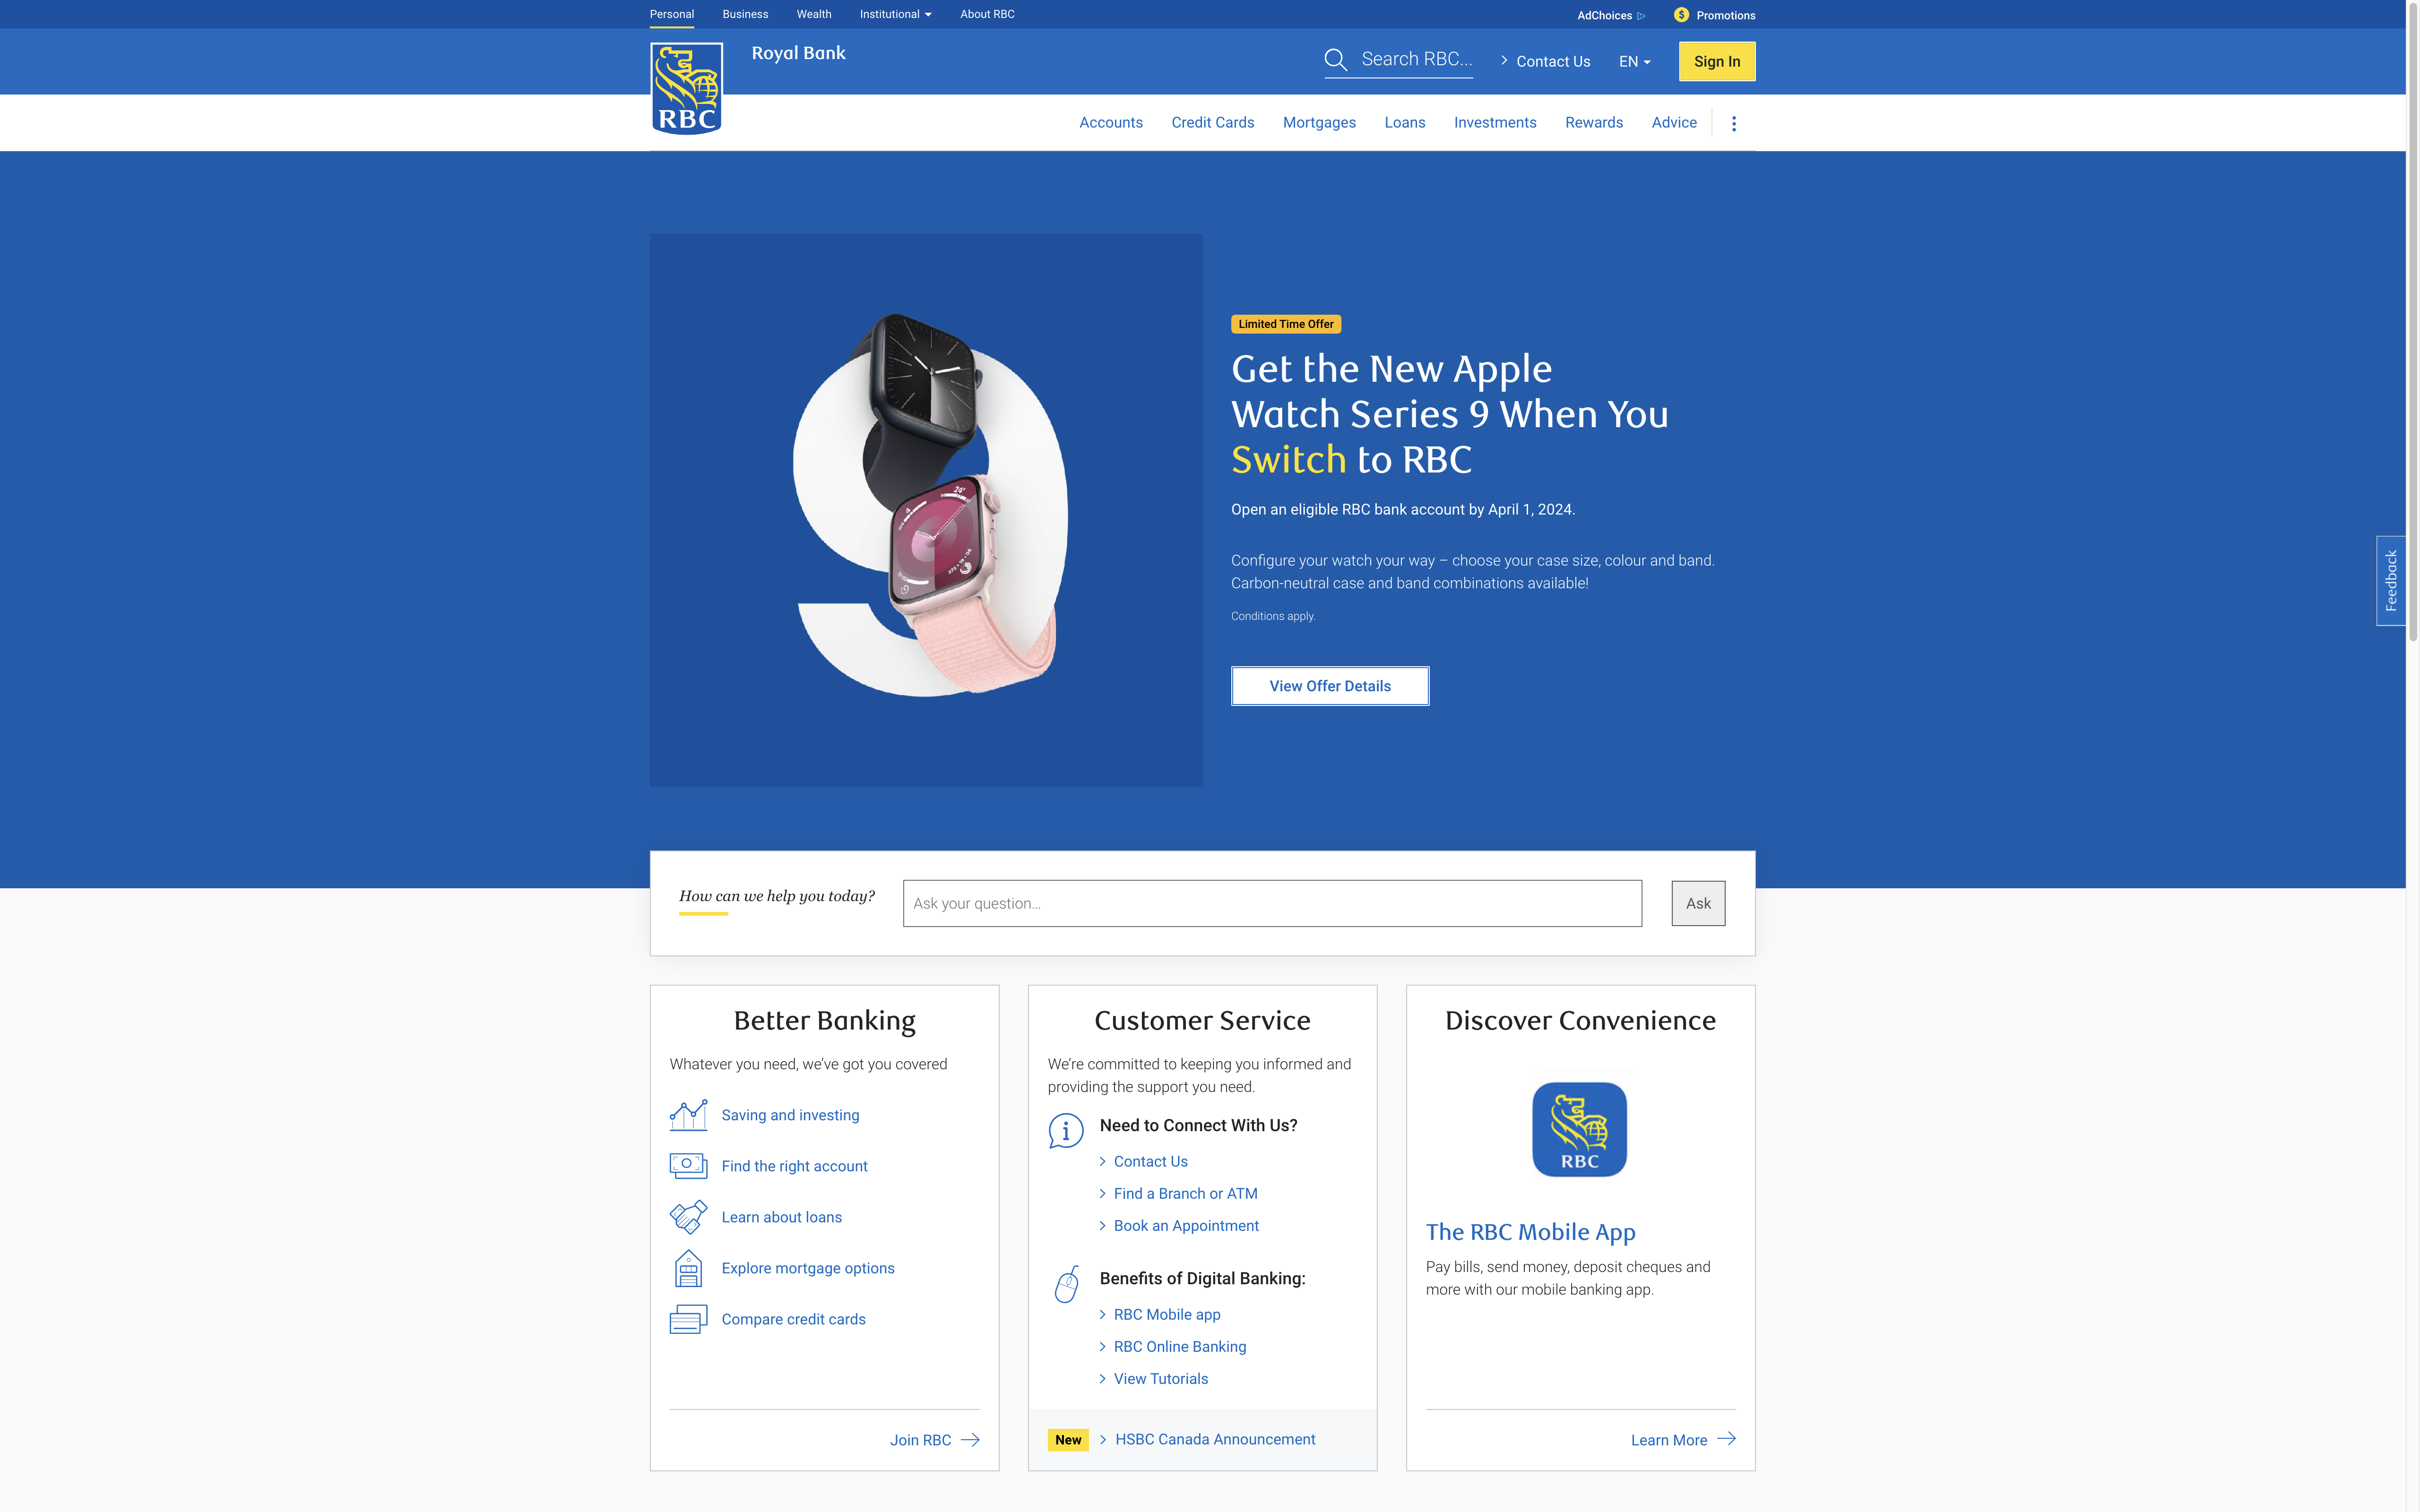 Personal
Business
Wealth
Institutional
About RBC
AdChoices
$ Promotions
RBC
Royal Bank
Search RBC...
Contact Us
EN
Sign In
Accounts
Credit Cards
Mortgages
Loans
Investments
Rewards
Advice
Limited Time Offer
Get the New Apple
Watch Series 9 When You
Switch to RBC
Open an eligible RBC bank account by April 1, 2024.
Configure your watch your way – choose your case size, colour and band.
Carbon-neutral case and band combinations available!
Conditions apply.
View Offer Details
9
Feedback
How can we help you today?
Ask your question...
Ask
Better Banking
Whatever you need, we’ve got you covered
Saving and investing
Find the right account
Learn about loans
Explore mortgage options
Compare credit cards
Join RBC
Customer Service
We’re committed to keeping you informed and
providing the support you need.
Need to Connect With Us?
Contact Us
Find a Branch or ATM
Book an Appointment
Benefits of Digital Banking:
RBC Mobile app
RBC Online Banking
View Tutorials
New
HSBC Canada Announcement
Discover Convenience
RBC
The RBC Mobile App
Pay bills, send money, deposit cheques and
more with our mobile banking app.
Learn More